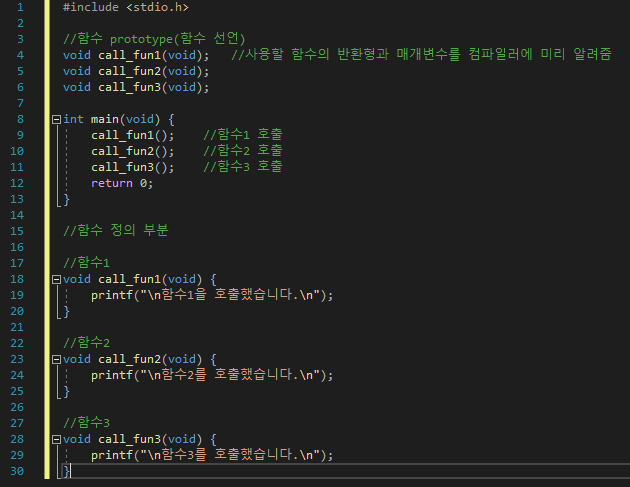 1 #include <stdio.h>
2
3 //함수 prototype(함수 선언)
4 void call_fun1(void);   //사용할 함수의 반환형과 매개변수를 컴파일러에 미리 알려줌
5 void call_fun2(void);
6 void call_fun3(void);
7
8 int main(void) {
9     call_fun1();    //함수1 호출
10     call_fun2();    //함수2 호출
11     call_fun3();    //함수3 호출
12     return 0;
13 }
14
15 //함수 정의 부분
16
17 //함수1
18 void call_fun1(void) {
19     printf("\n함수1을 호출했습니다.\n");
20 }
21
22 //함수2
23 void call_fun2(void) {
24     printf("\n함수2를 호출했습니다.\n");
25 }
26
27 //함수3
28 void call_fun3(void) {
29     printf("\n함수3를 호출했습니다.\n");
30 }